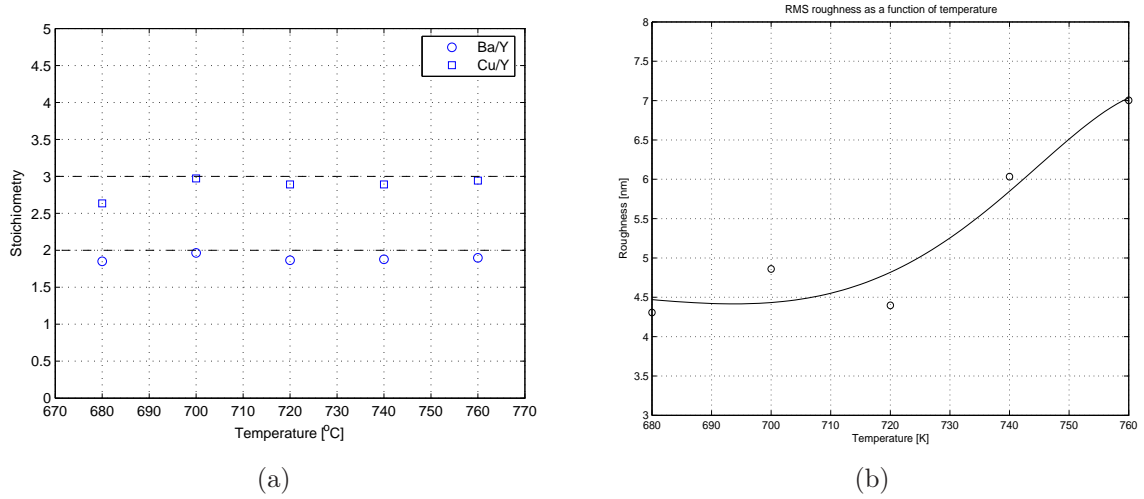 5
4.5
4
3.5
3
2.5
2
1.5
1
0.5
0
670 680 690 700 710 720 730 740 750 760 770
Stoichiometry
Temperature [°C]
Ba/Y
Cu/Y
(a)
RMS roughness as a function of temperature
8
7.5
7
6.5
6
5.5
5
4.5
4
3.5
3
680 690 700 710 720 730 740 750 760
Roughness [nm]
Temperature [K]
(b)